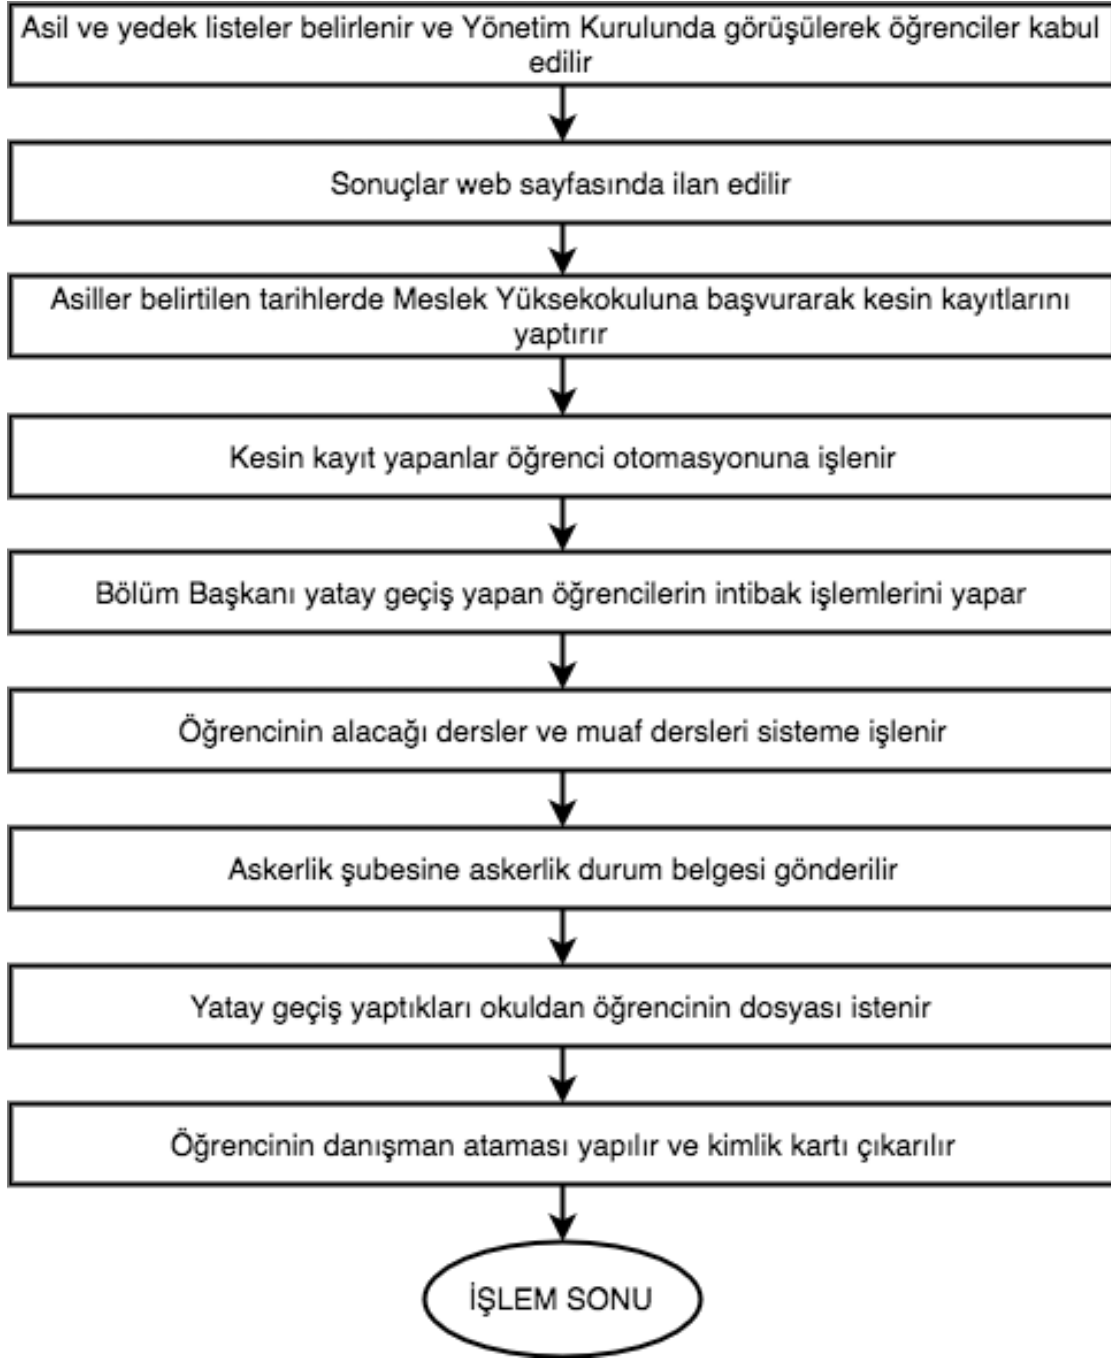 Asil ve yedek listeler belirlenir ve Yönetim Kurulunda görüşülerek öğrenciler kabul
edilir
Sonuçlar web sayfasında ilan edilir
Asiller belirtilen tarihlerde Meslek Yüksekokuluna başvurarak kesin kayıtlarını
yaptırır
Kesin kayıt yapanlar öğrenci otomasyonuna işlenir
Bölüm Başkanı yatay geçiş yapan öğrencilerin intibak işlemlerini yapar
Öğrencinin alacağı dersler ve muaf dersleri sisteme işlenir
Askerlik şubesine askerlik durum belgesi gönderilir
Yatay geçiş yaptıkları okuldan öğrencinin dosyası istenir
Öğrencinin danışman ataması yapılır ve kimlik kartı çıkarılır
İŞLEM SONU